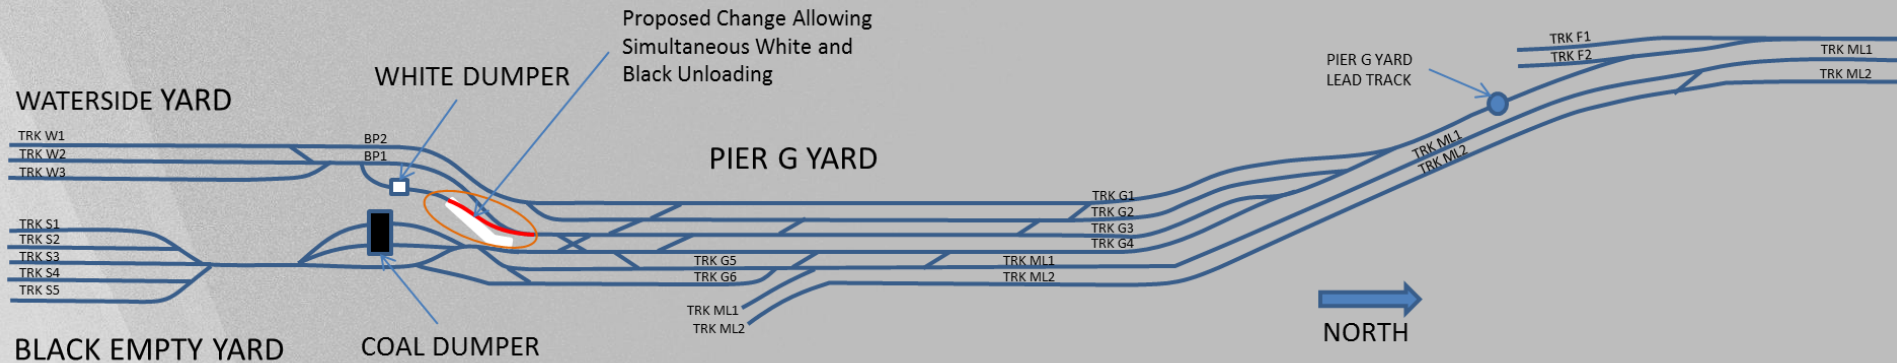 Proposed Change Allowing
Simultaneous White and
Black Unloading
WHITE DUMPER
WATERSIDE YARD
TRK W1
TRK W2
TRK W3
BP2
BP1
PIER G YARD
TRK F1
TRK F2
TRK ML1
TRK ML2
PIER G YARD
LEAD TRACK
TRK ML1
TRK ML2
TRK G1
TRK G2
TRK G3
TRK G4
TRK S1
TRK S2
TRK S3
TRK S4
TRK S5
TRK G5
TRK G6
TRK ML1
TRK ML2
TRK ML1
TRK ML2
NORTH
BLACK EMPTY YARD
COAL DUMPER